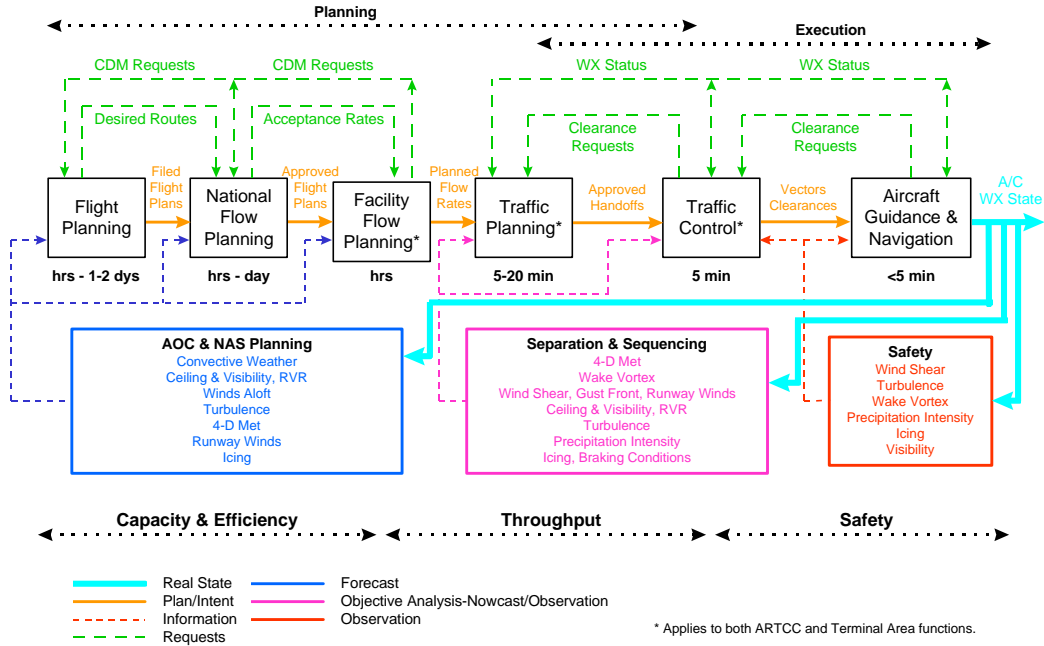 Planning
Execution
CDM Requests
CDM Requests
WX Status
WX Status
Desired Routes
Acceptance Rates
Clearance
Requests
Clearance
Requests
Filed
Flight
Plans
Approved
Flight
Plans
Planned
Flow
Rates
Approved
Handoffs
Vectors
Clearances
A/C
WX State
Flight
Planning
National
Flow
Planning
Facility
Flow
Planning*
Traffic
Planning*
Traffic
Control*
Aircraft
Guidance &
Navigation
hrs - 1-2 dys
hrs - day
hrs
5-20 min
5 min
<5 min
AOC & NAS Planning
Convective Weather
Ceiling & Visibility, RVR
Winds Aloft
Turbulence
4-D Met
Runway Winds
Icing
Separation & Sequencing
4-D Met
Wake Vortex
Wind Shear, Gust Front, Runway Winds
Ceiling & Visibility, RVR
Turbulence
Precipitation Intensity
Icing, Braking Conditions
Safety
Wind Shear
Turbulence
Wake Vortex
Precipitation Intensity
Icing
Visibility
Capacity & Efficiency
Throughput
Safety
Real State
Plan/Intent
Information
Requests
Forecast
Objective Analysis-Nowcast/Observation
Observation
* Applies to both ARTCC and Terminal Area functions.